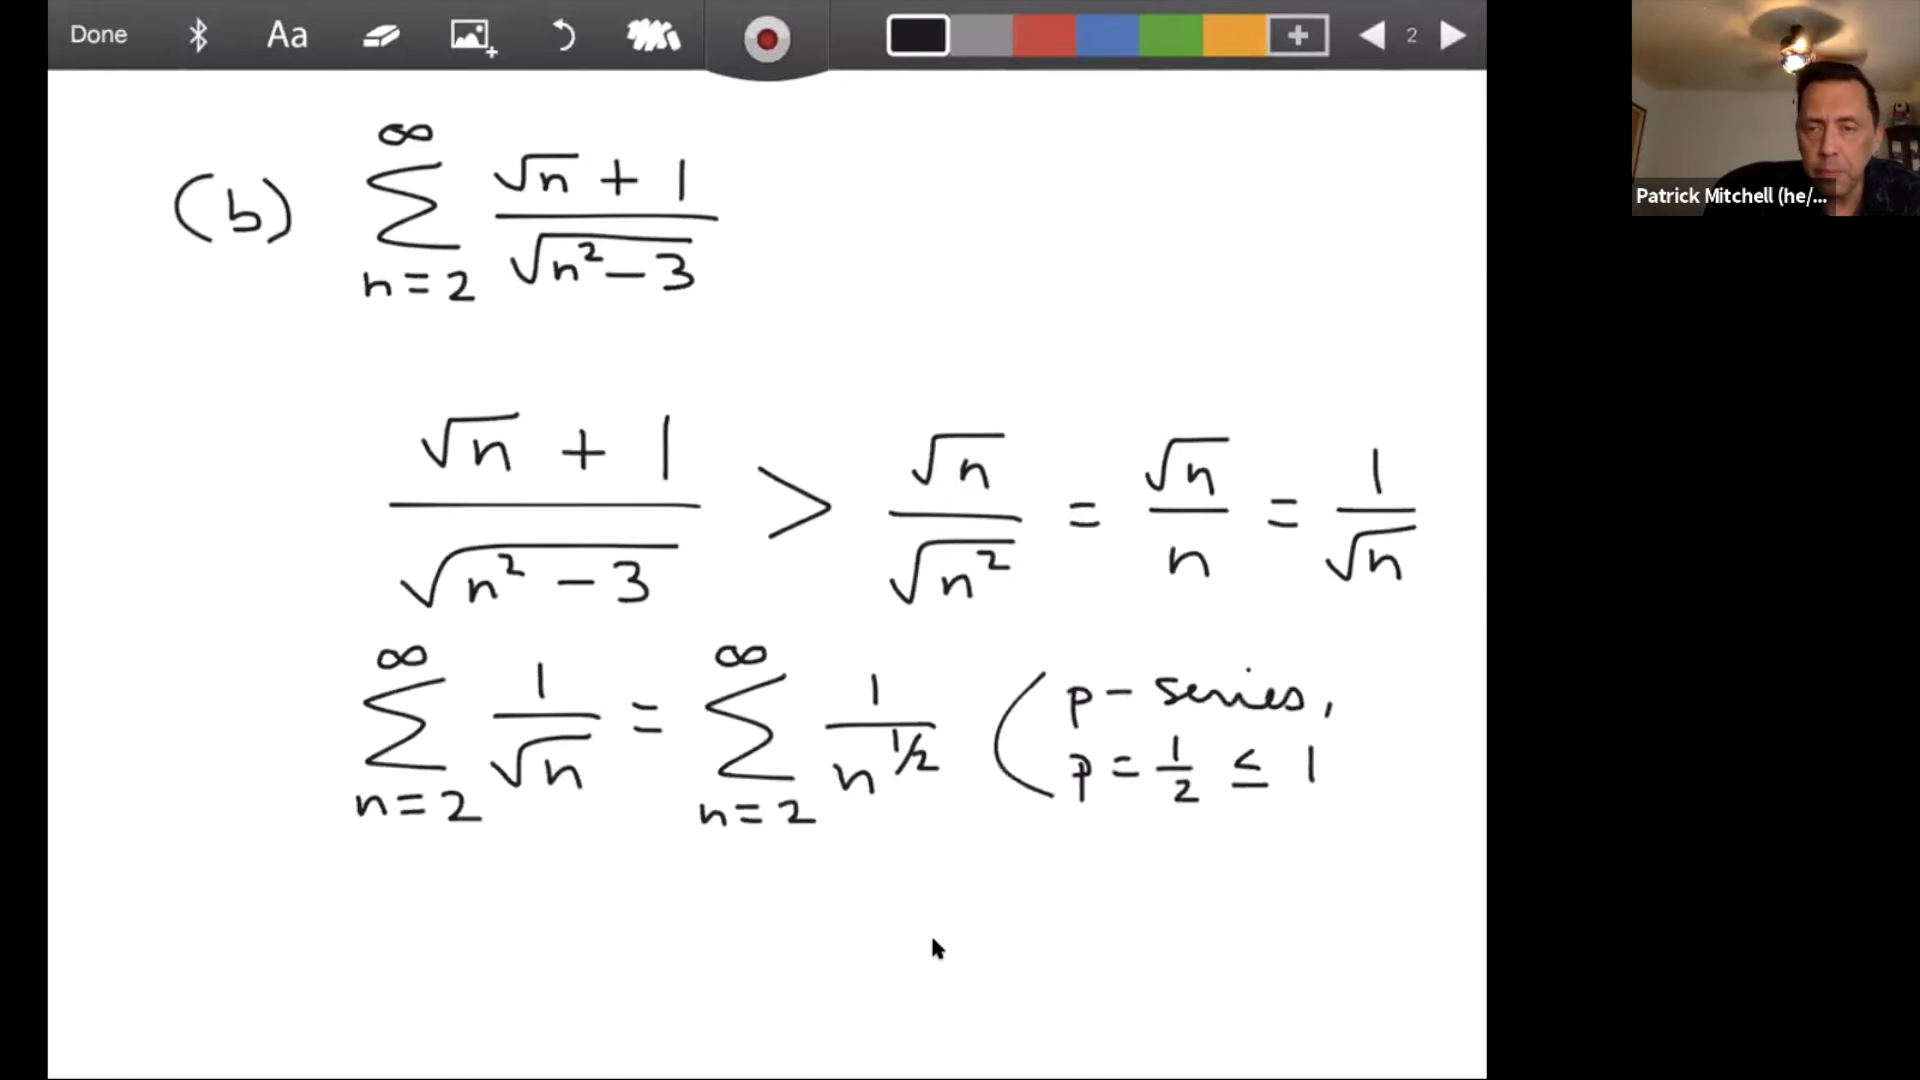 Done Aa 2
Patrick Mitchell (he/...
(b) ∞ ∑ n=2 (√n + 1)/√(n² − 3)
(√n + 1)/√(n² − 3) > √n/√(n²) = √n/n = 1/√n
∞ ∑ n=2 1/√n = ∞ ∑ n=2 1/n^(1/2) (p-series,
p = 1/2 ≤ 1